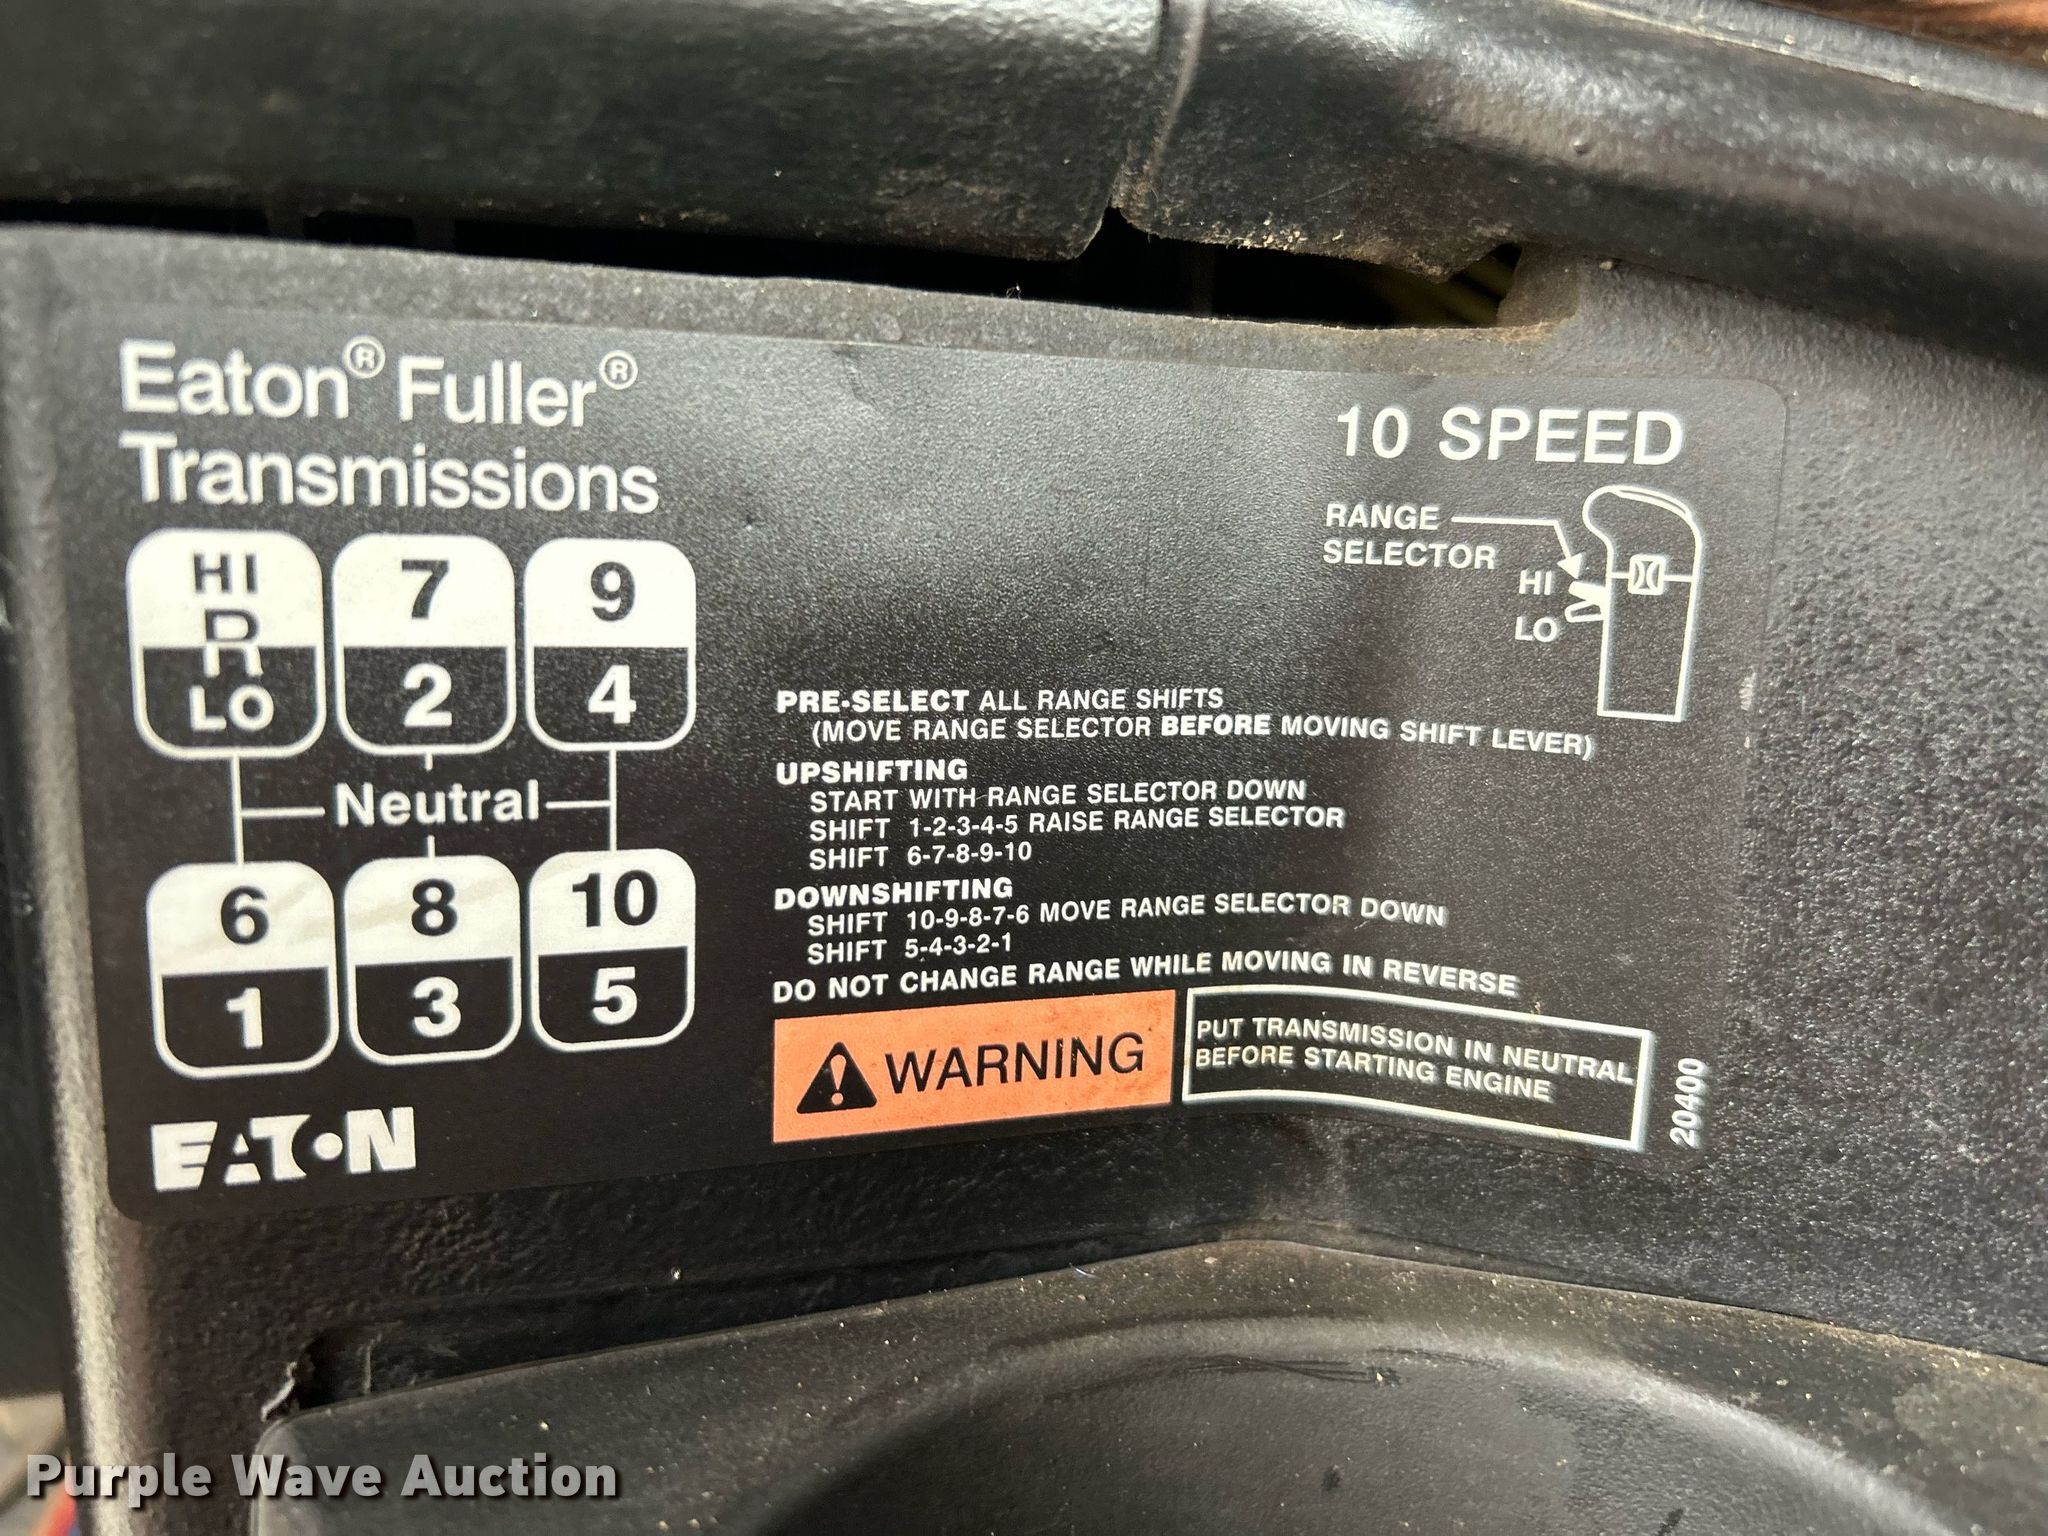 Eaton® Fuller®
Transmissions
10 SPEED
RANGE
SELECTOR
HI
LO
HI
R
LO
7
2
9
4
Neutral
6
1
8
3
10
5
PRE-SELECT ALL RANGE SHIFTS
(MOVE RANGE SELECTOR BEFORE MOVING SHIFT LEVER)
UPSHIFTING
START WITH RANGE SELECTOR DOWN
SHIFT 1-2-3-4-5 RAISE RANGE SELECTOR
SHIFT 6-7-8-9-10
DOWNSHIFTING
SHIFT 10-9-8-7-6 MOVE RANGE SELECTOR DOWN
SHIFT 5-4-3-2-1
DO NOT CHANGE RANGE WHILE MOVING IN REVERSE
WARNING
PUT TRANSMISSION IN NEUTRAL
BEFORE STARTING ENGINE
20400
EATON
Purple Wave Auction